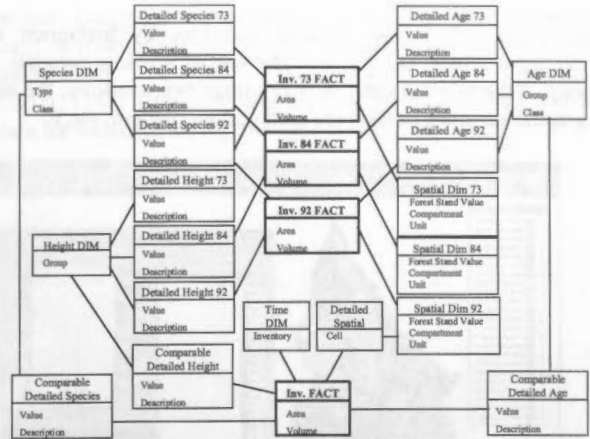 Detailed Species 73
Value
Description
Detailed Age 73
Value
Description
Species DIM
Type
Class
Detailed Species 84
Value
Description
Inv. 73 FACT
Area
Volume
Detailed Age 84
Value
Description
Age DIM
Group
Class
Detailed Species 92
Value
Description
Inv. 84 FACT
Area
Volume
Detailed Age 92
Value
Description
Detailed Height 73
Value
Description
Inv. 92 FACT
Area
Volume
Spatial Dim 73
Forest Stand Value
Compartment
Unit
Height DIM
Group
Detailed Height 84
Value
Description
Spatial Dim 84
Forest Stand Value
Compartment
Unit
Detailed Height 92
Value
Description
Time
DIM
Inventory
Detailed
Spatial
Cell
Spatial Dim 92
Forest Stand Value
Compartment
Unit
Comparable
Detailed Height
Value
Description
Comparable
Detailed Species
Value
Description
Inv. FACT
Area
Volume
Comparable
Detailed Age
Value
Description